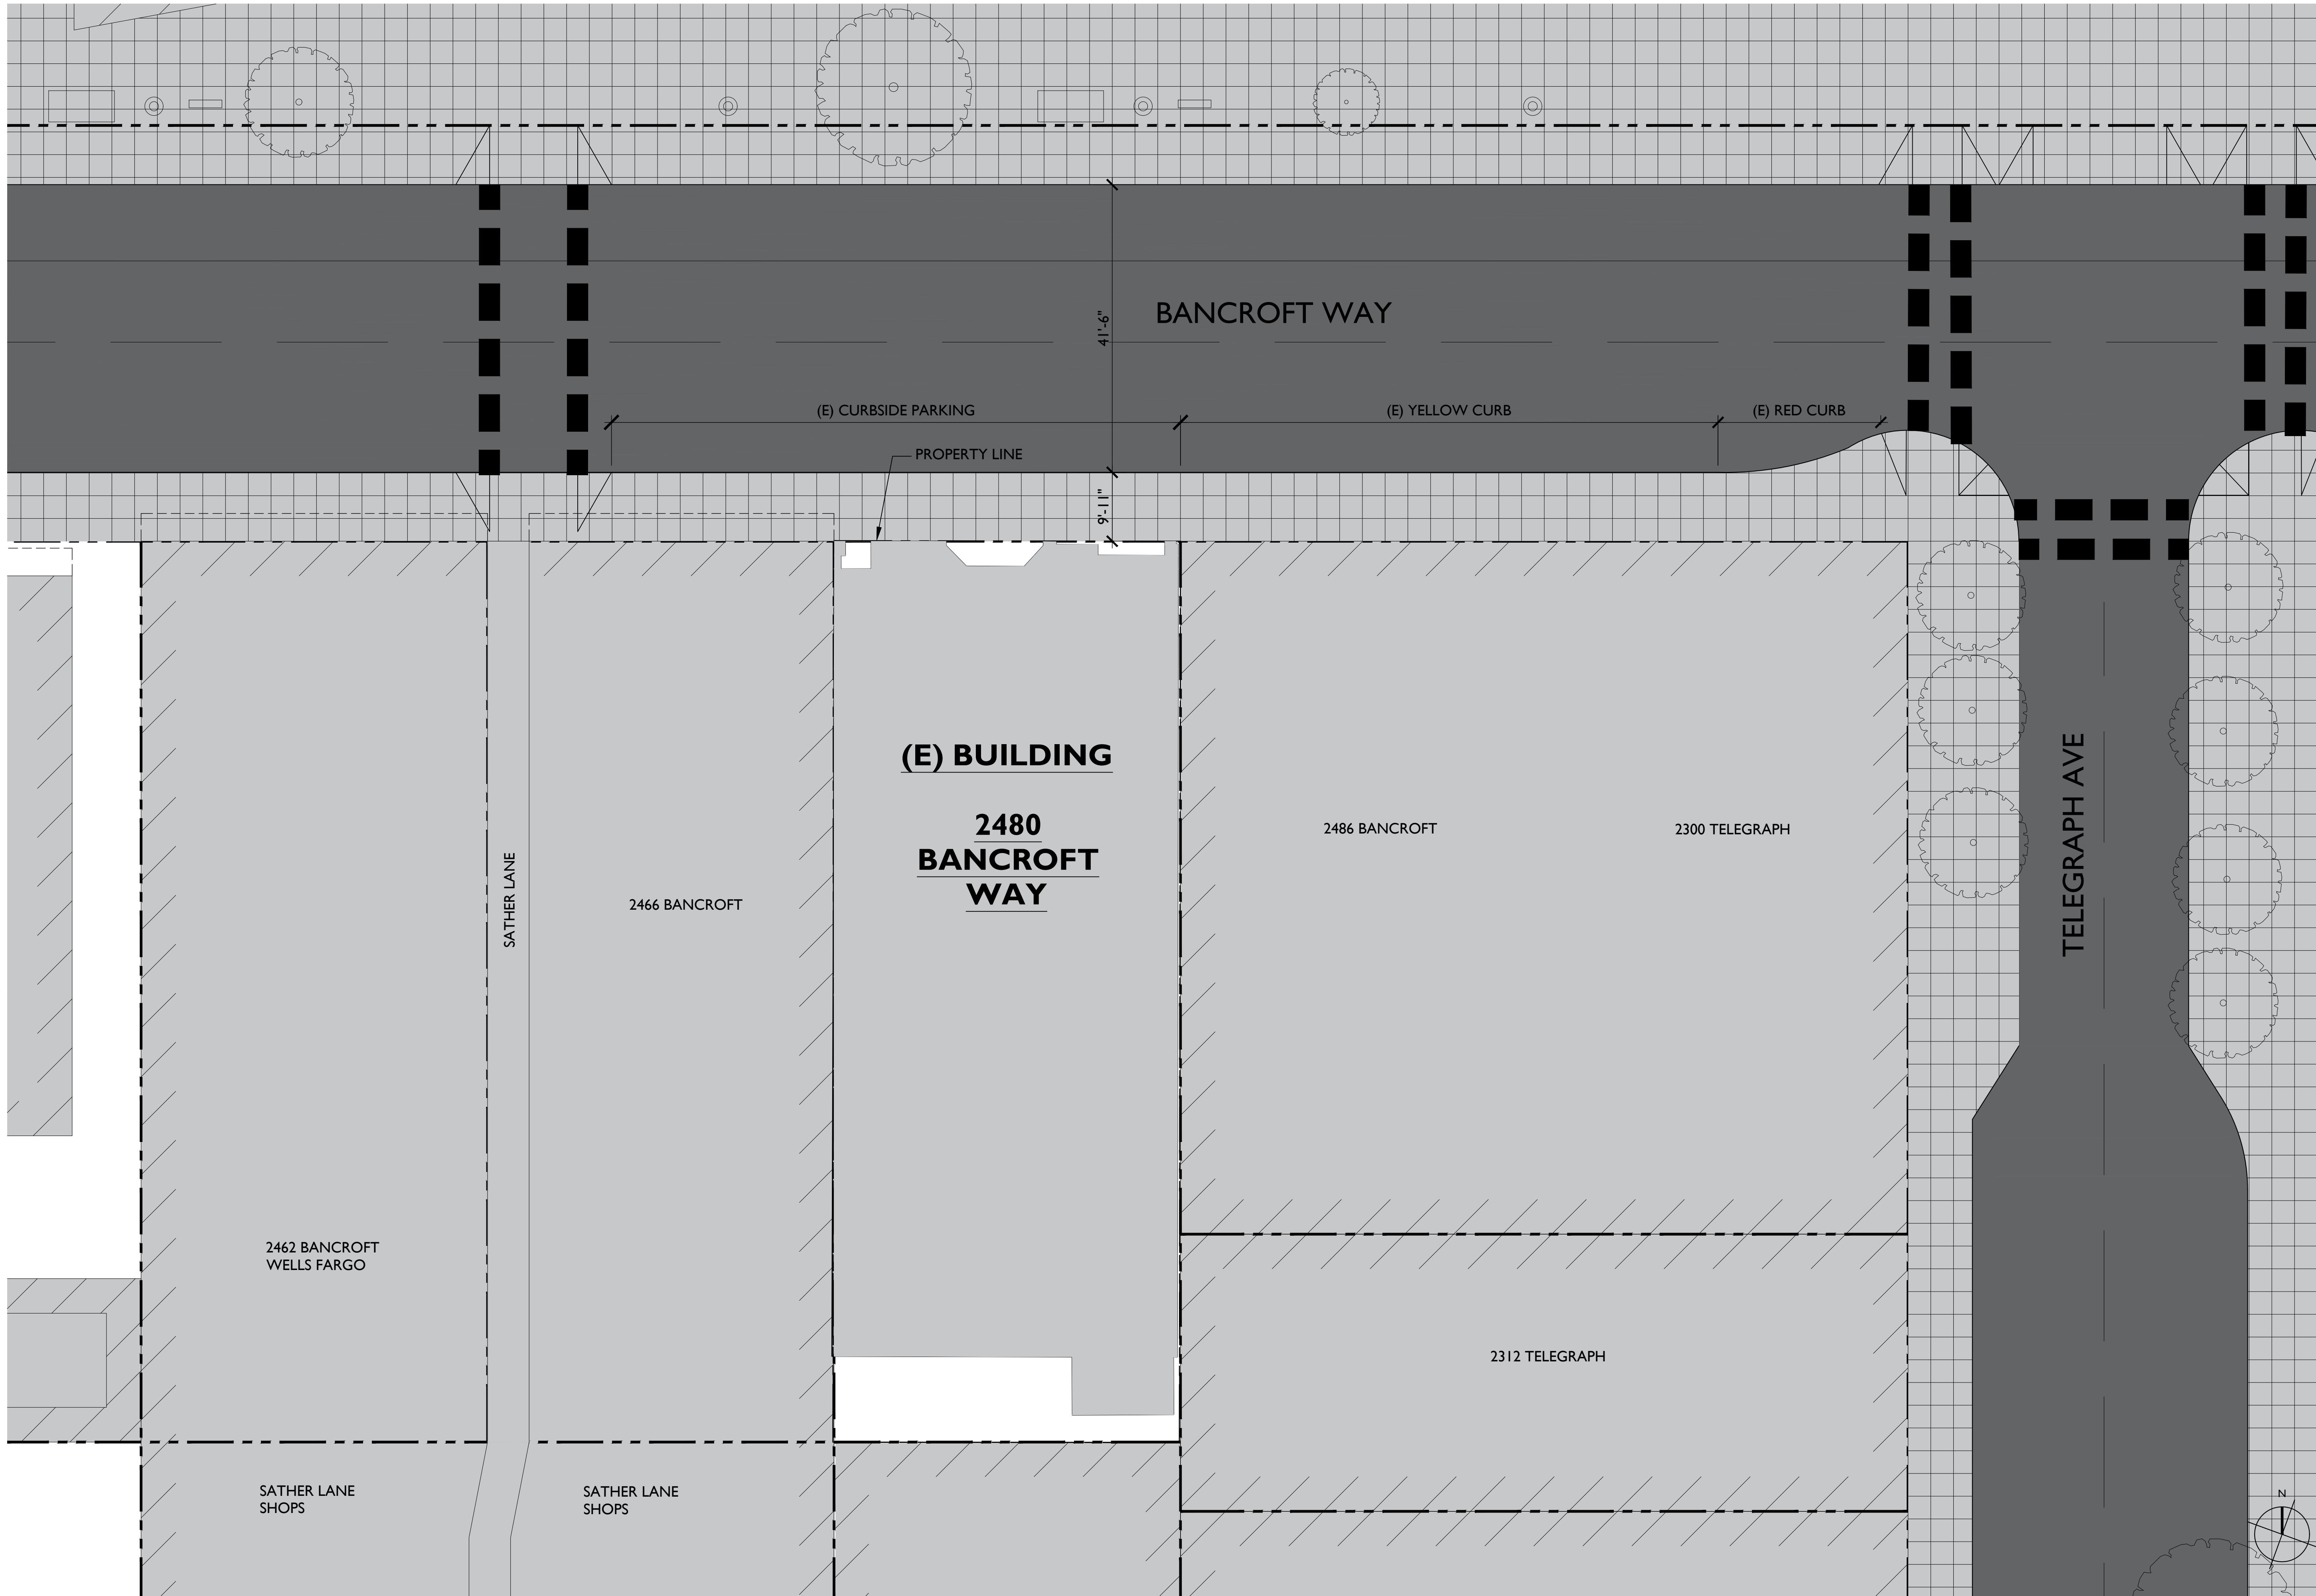 BANCROFT WAY
41'-6"
(E) CURBSIDE PARKING
(E) YELLOW CURB
(E) RED CURB
PROPERTY LINE
9'-11"
(E) BUILDING
2480
BANCROFT
WAY
2486 BANCROFT
2300 TELEGRAPH
TELEGRAPH AVE
SATHER LANE
2466 BANCROFT
2462 BANCROFT
WELLS FARGO
2312 TELEGRAPH
SATHER LANE
SHOPS
SATHER LANE
SHOPS
N